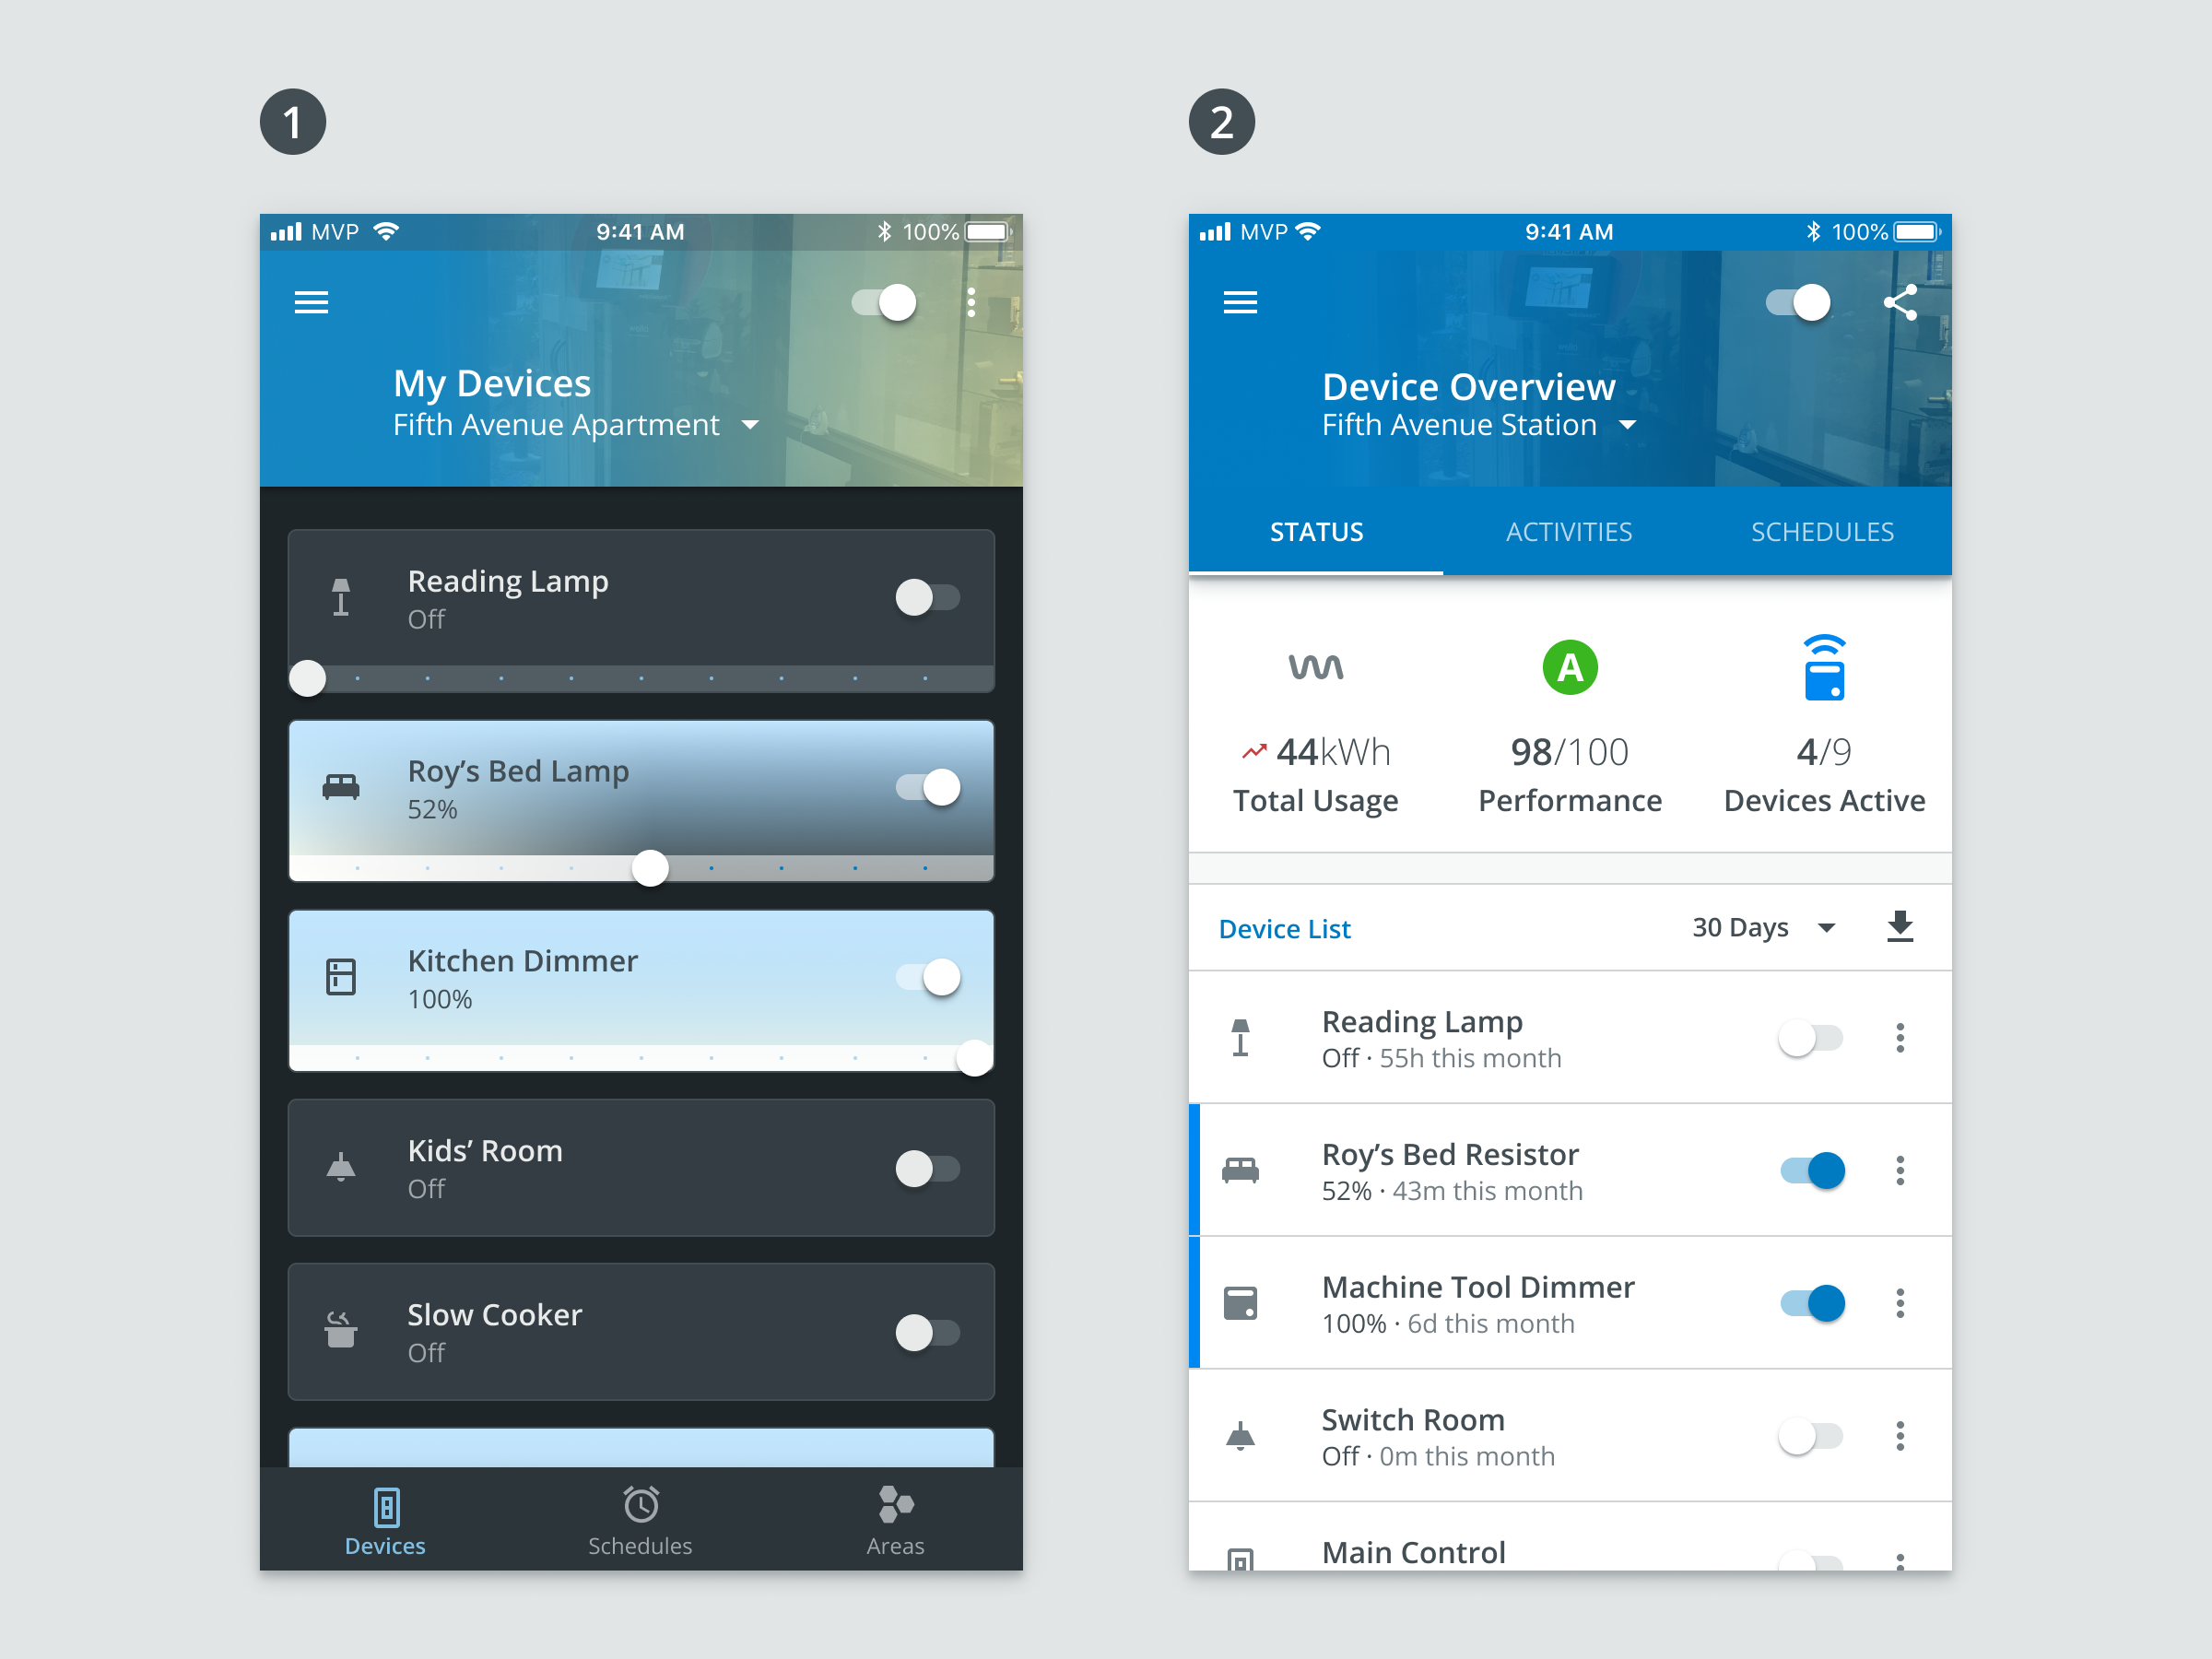 1
MVP 9:41 AM 100%
My Devices
Fifth Avenue Apartment
Reading Lamp
Off
Roy’s Bed Lamp
52%
Kitchen Dimmer
100%
Kids’ Room
Off
Slow Cooker
Off
Devices Schedules Areas
2
MVP 9:41 AM 100%
Device Overview
Fifth Avenue Station
STATUS ACTIVITIES SCHEDULES
A
44kWh 98/100 4/9
Total Usage Performance Devices Active
Device List 30 Days
Reading Lamp
Off · 55h this month
Roy’s Bed Resistor
52% · 43m this month
Machine Tool Dimmer
100% · 6d this month
Switch Room
Off · 0m this month
Main Control